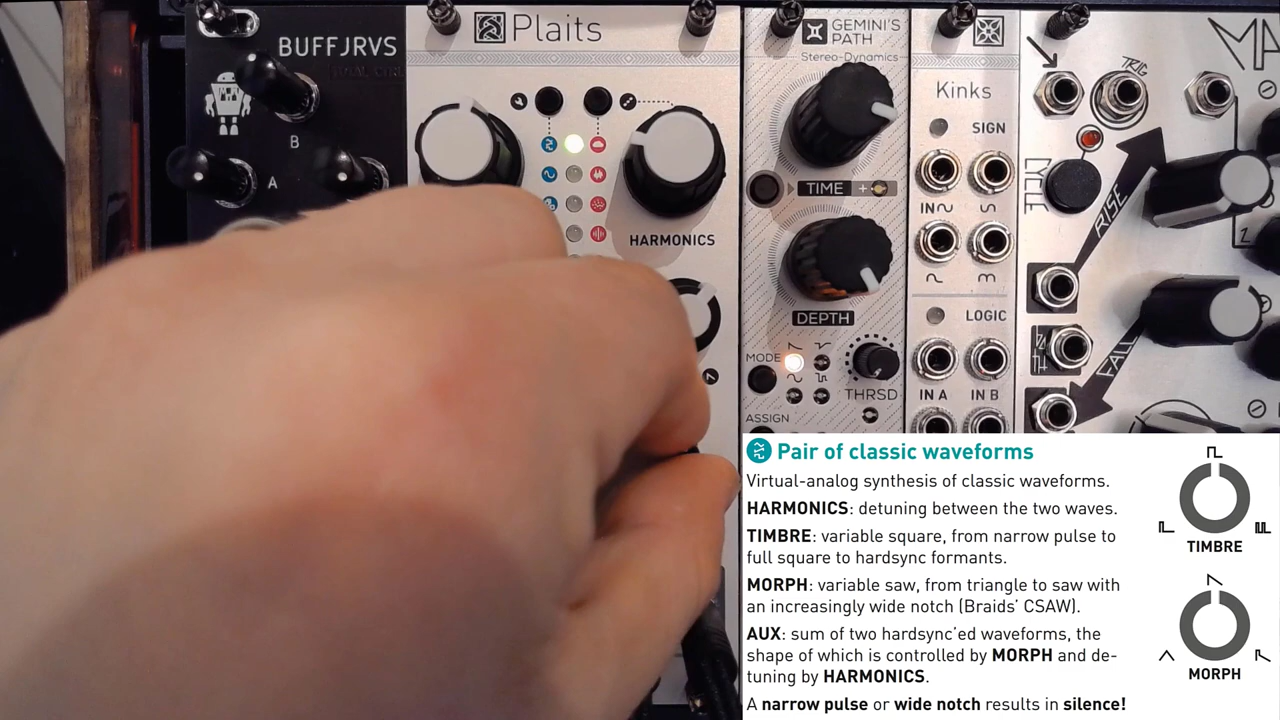 BUFFJRVS
B
A
Plaits
HARMONICS
GEMINI'S
PATH
Stereo-Dynamics
TIME +
DEPTH
MODE
THRSD
ASSIGN
Kinks
SIGN
IN
LOGIC
IN A IN B
TRIG
MA
CYCLE
RISE
FALL
Pair of classic waveforms
Virtual-analog synthesis of classic waveforms.
HARMONICS: detuning between the two waves.
TIMBRE: variable square, from narrow pulse to
full square to hardsync formants.
MORPH: variable saw, from triangle to saw with
an increasingly wide notch (Braids' CSAW).
AUX: sum of two hardsync'ed waveforms, the
shape of which is controlled by MORPH and de-
tuning by HARMONICS.
A narrow pulse or wide notch results in silence!
TIMBRE
MORPH